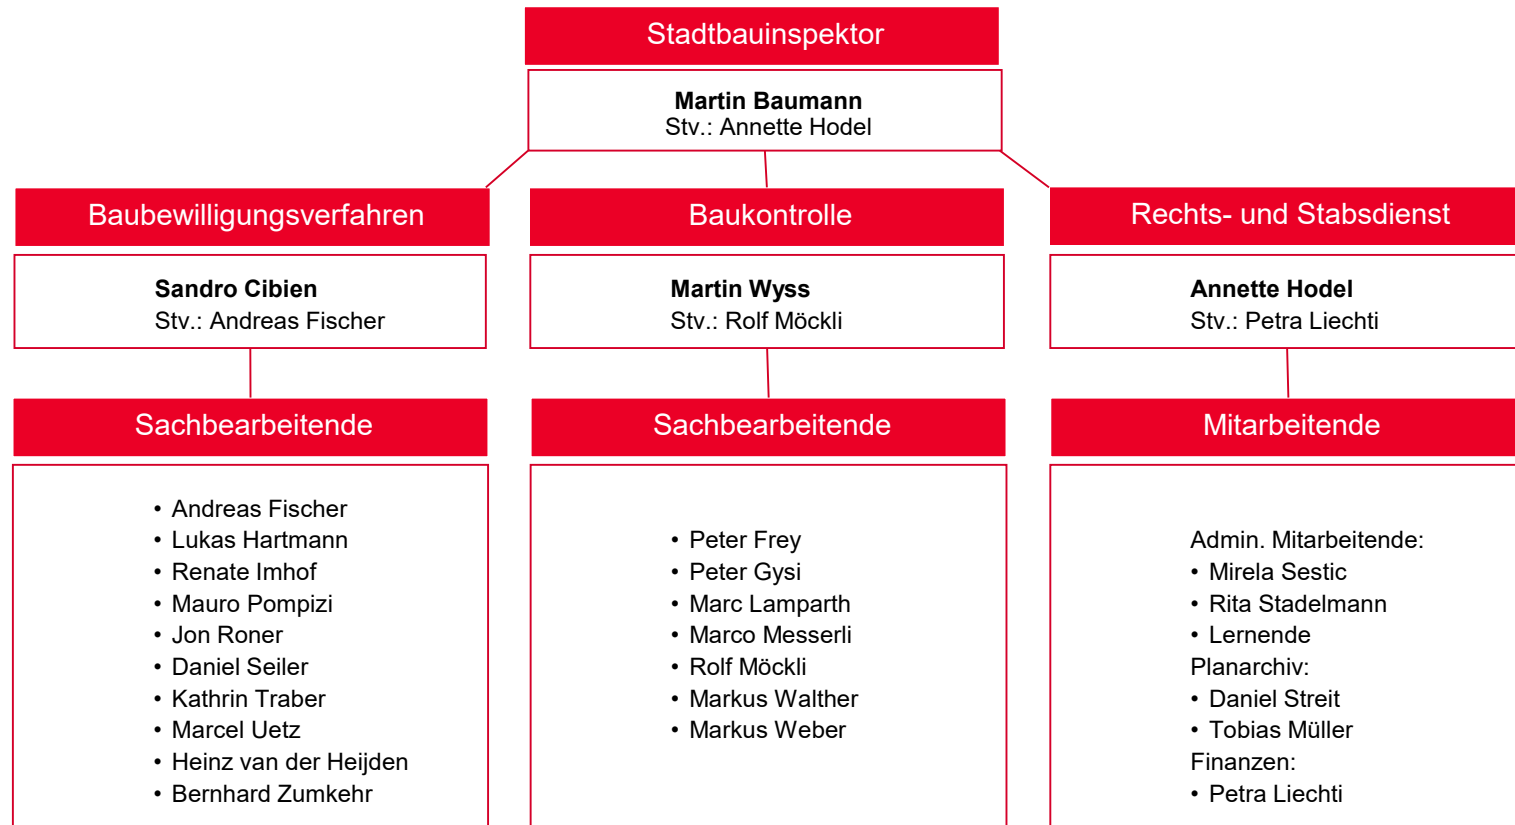 Stadtbauinspektor
Martin Baumann
Stv.: Annette Hodel
Baubewilligungsverfahren
Sandro Cibien
Stv.: Andreas Fischer
Sachbearbeitende
• Andreas Fischer
• Lukas Hartmann
• Renate Imhof
• Mauro Pompizi
• Jon Roner
• Daniel Seiler
• Kathrin Traber
• Marcel Uetz
• Heinz van der Heijden
• Bernhard Zumkehr
Baukontrolle
Martin Wyss
Stv.: Rolf Möckli
Sachbearbeitende
• Peter Frey
• Peter Gysi
• Marc Lamparth
• Marco Messerli
• Rolf Möckli
• Markus Walther
• Markus Weber
Rechts- und Stabsdienst
Annette Hodel
Stv.: Petra Liechti
Mitarbeitende
Admin. Mitarbeitende:
• Mirela Sestic
• Rita Stadelmann
• Lernende
Planarchiv:
• Daniel Streit
• Tobias Müller
Finanzen:
• Petra Liechti